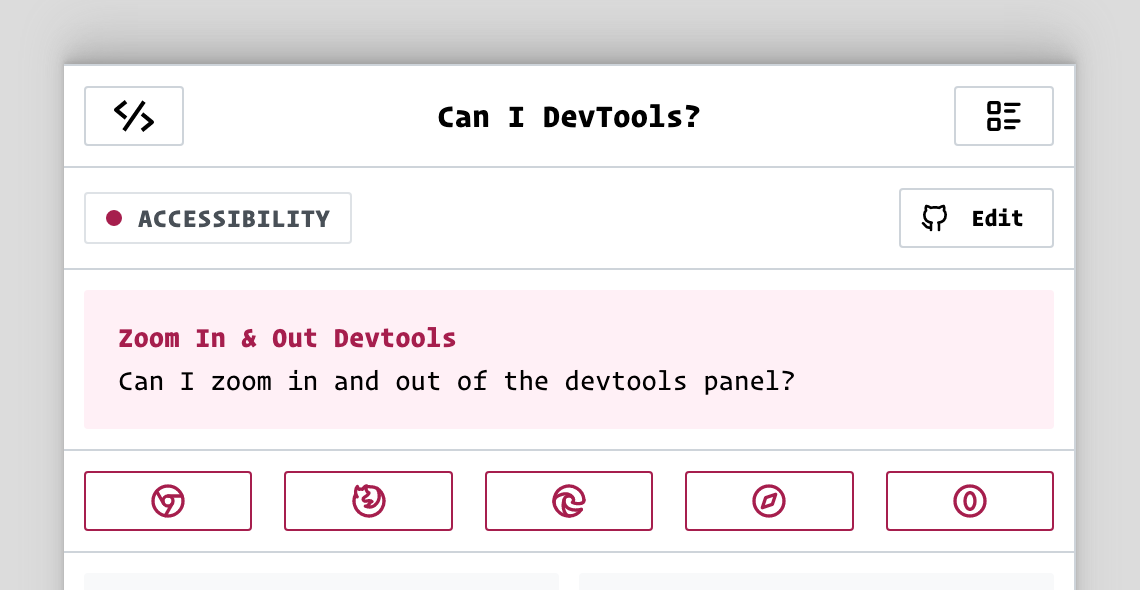 Can I DevTools?
ACCESSIBILITY
Edit
Zoom In & Out Devtools
Can I zoom in and out of the devtools panel?